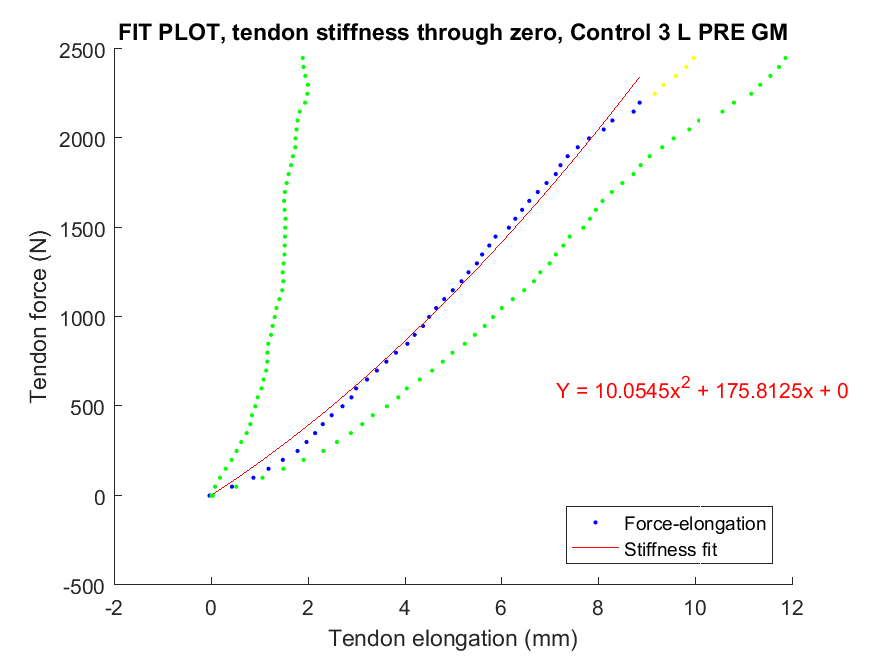 FIT PLOT, tendon stiffness through zero, Control 3 L PRE GM
2500
2000
1500
1000
500
0
-500
Tendon force (N)
Y = 10.0545x² + 175.8125x + 0
Force-elongation
Stiffness fit
-2 0 2 4 6 8 10 12
Tendon elongation (mm)